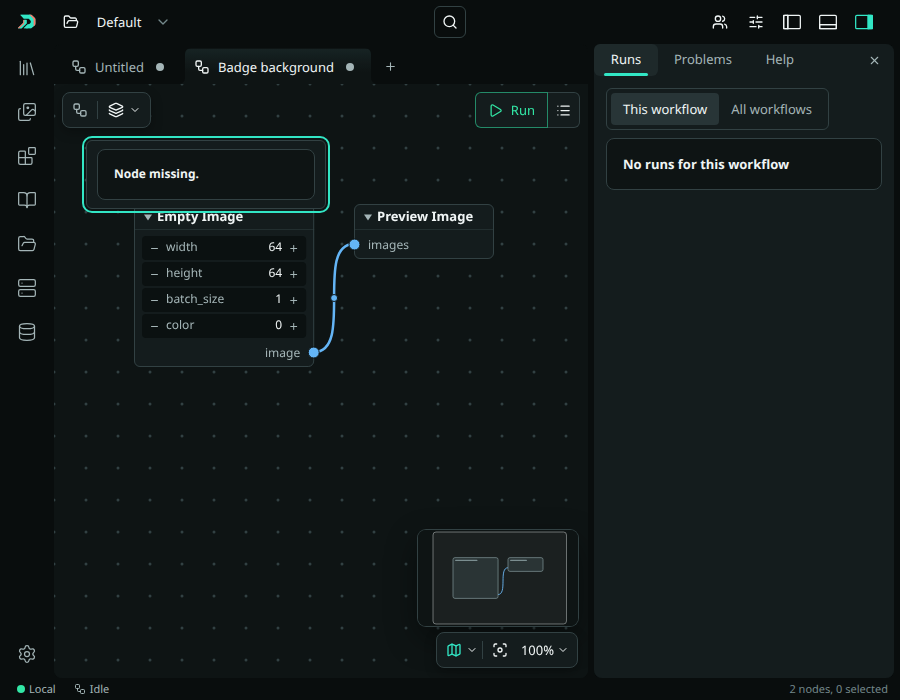 Default
Untitled
Badge background
Run
Node missing.
Empty Image
width 64
height 64
batch_size 1
color 0
image
Preview Image
images
100%
Runs
Problems
Help
This workflow
All workflows
No runs for this workflow
Local
Idle
2 nodes, 0 selected